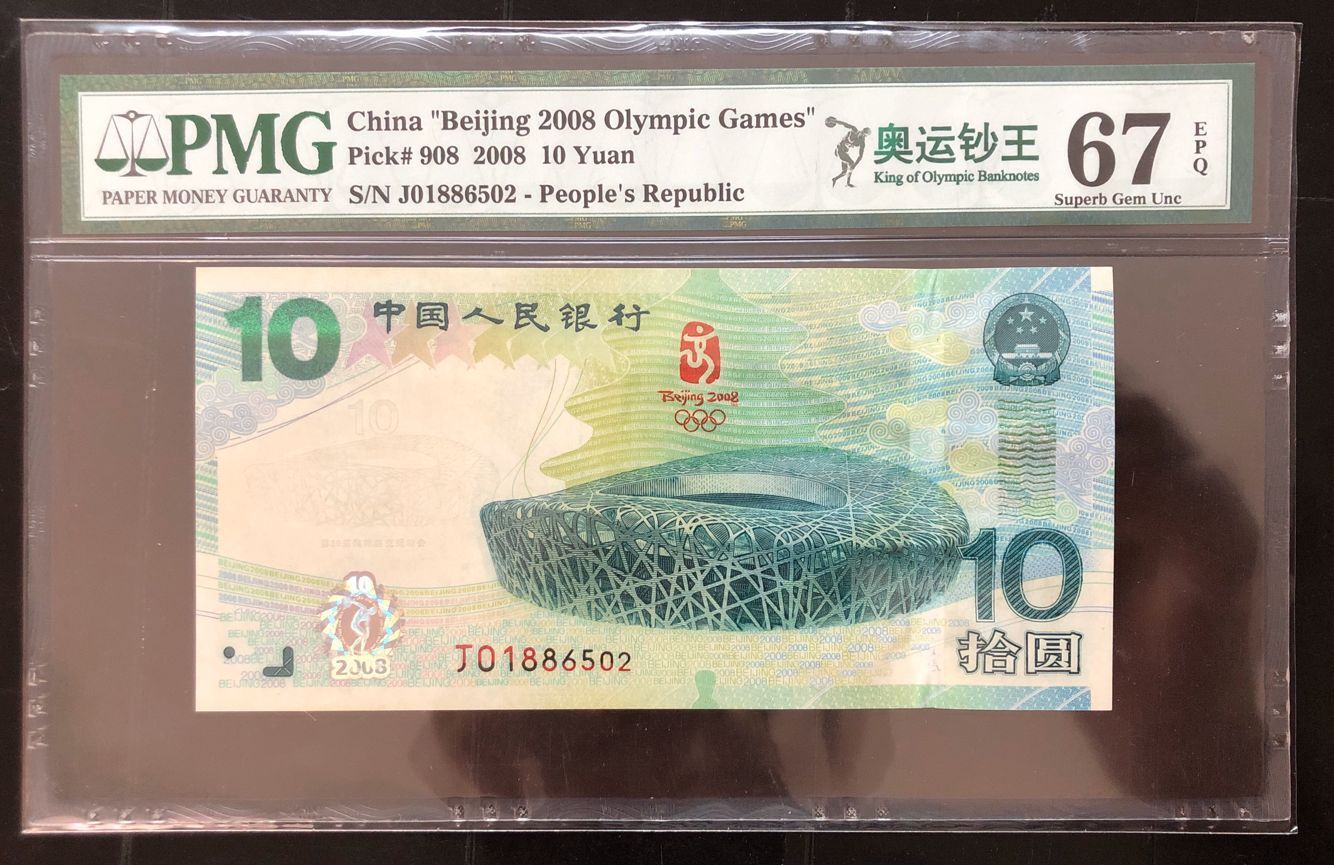 PMG
PAPER MONEY GUARANTY
China "Beijing 2008 Olympic Games"
Pick# 908 2008 10 Yuan
S/N J01886502 - People's Republic
奥运钞王
King of Olympic Banknotes
67
EPQ
Superb Gem Unc
10
中国人民银行
Beijing 2008
10
10
2008
J01886502
10
拾圆